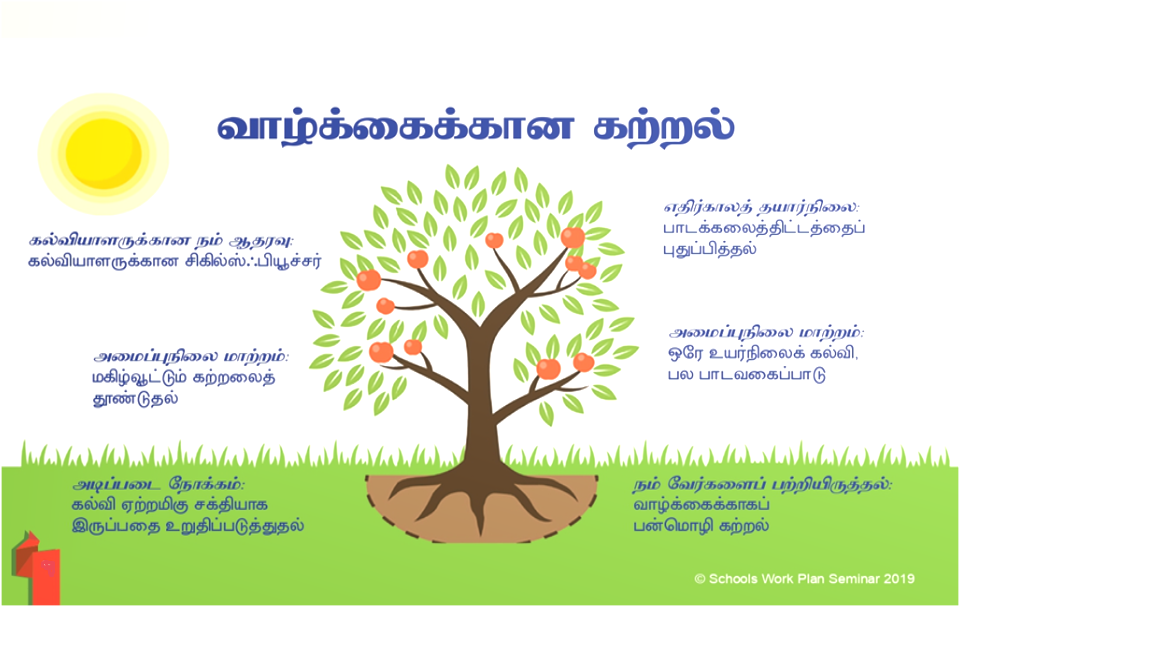 வாழ்க்கைக்கான கற்றல்
கல்வியாளருக்கான நம் ஆதரவு:
கல்வியாளருக்கான சிகில்ஸ்ஃபியூச்சர்
எதிர்காலத் தயார்நிலை:
பாடக்கலைத்திட்டத்தைப்
புதுப்பித்தல்
அமைப்புநிலை மாற்றம்:
மகிழ்வூட்டும் கற்றலைத்
தூண்டுதல்
அமைப்புநிலை மாற்றம்:
ஒரே உயர்நிலைக் கல்வி,
பல பாடவகைப்பாடு
அடிப்படை நோக்கம்:
கல்வி ஏற்றமிகு சக்தியாக
இருப்பதை உறுதிப்படுத்துதல்
நம் வேர்களைப் பற்றியிருத்தல்:
வாழ்க்கைக்காகப்
பன்மொழி கற்றல்
© Schools Work Plan Seminar 2019